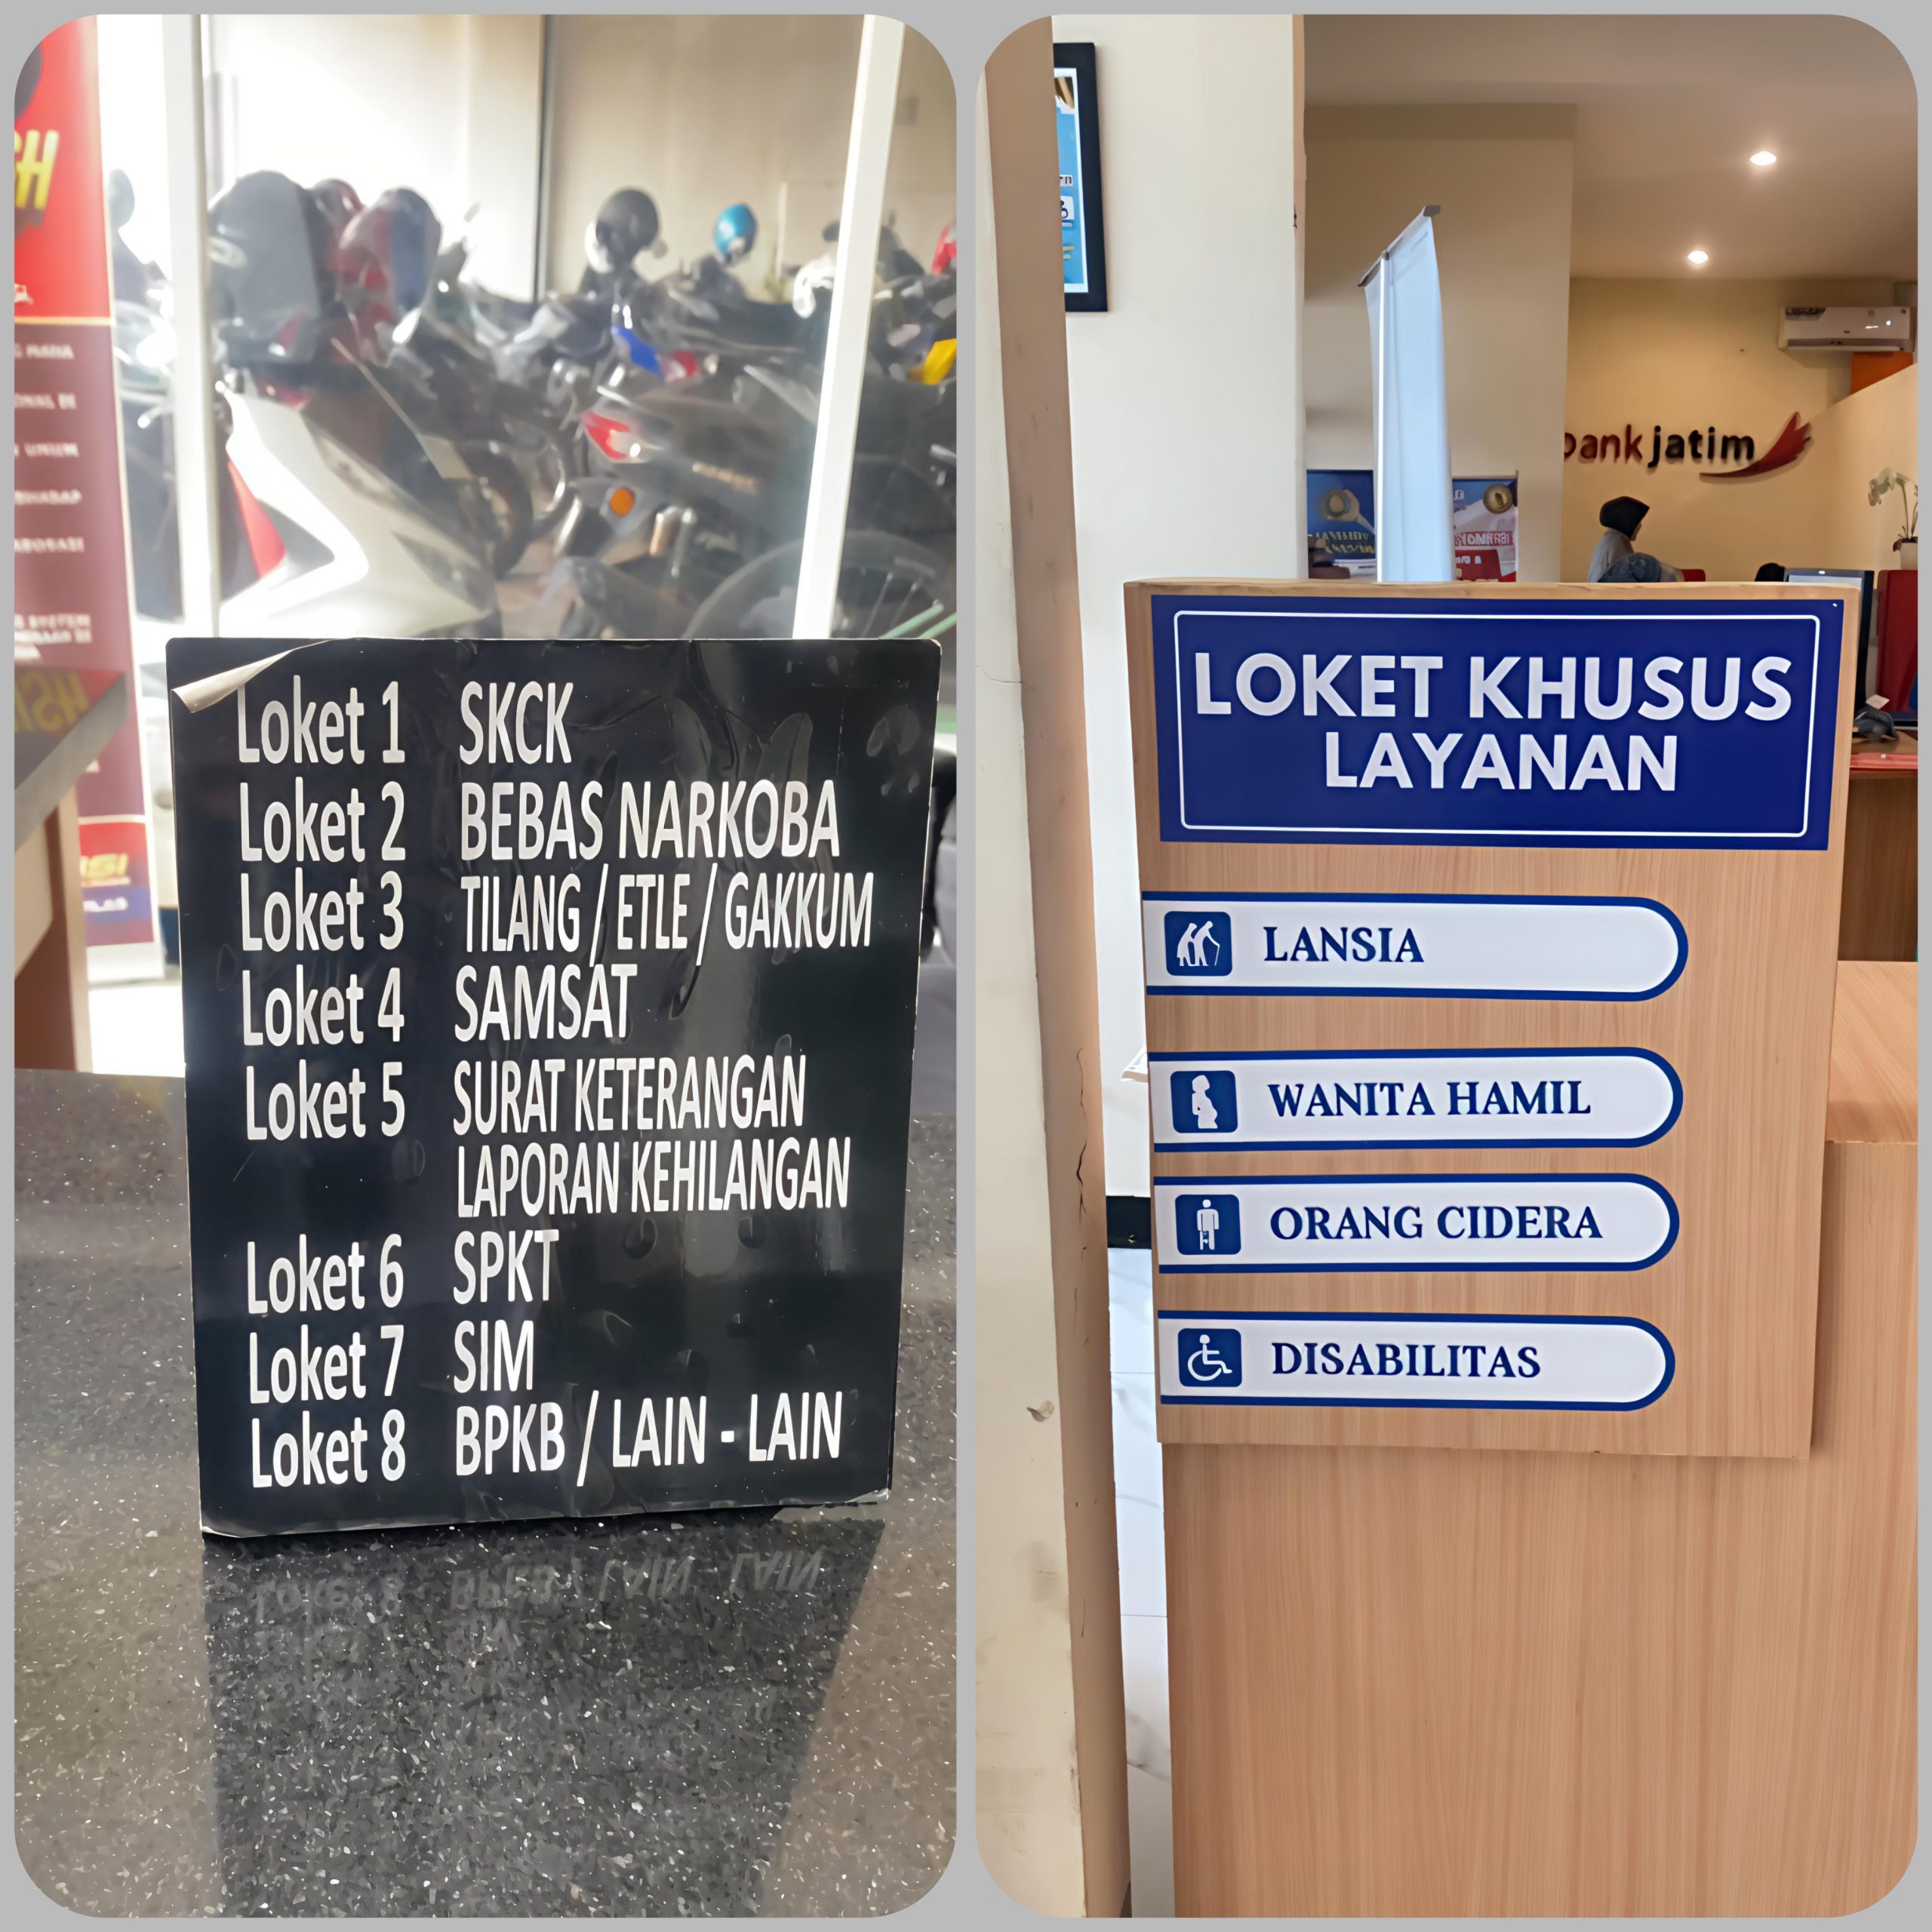 Loket 1 SKCK
Loket 2 BEBAS NARKOBA
Loket 3 TILANG / ETLE / GAKKUM
Loket 4 SAMSAT
Loket 5 SURAT KETERANGAN
LAPORAN KEHILANGAN
Loket 6 SPKT
Loket 7 SIM
Loket 8 BPKB / LAIN - LAIN
bankjatim
LOKET KHUSUS
LAYANAN
LANSIA
WANITA HAMIL
ORANG CIDERA
DISABILITAS